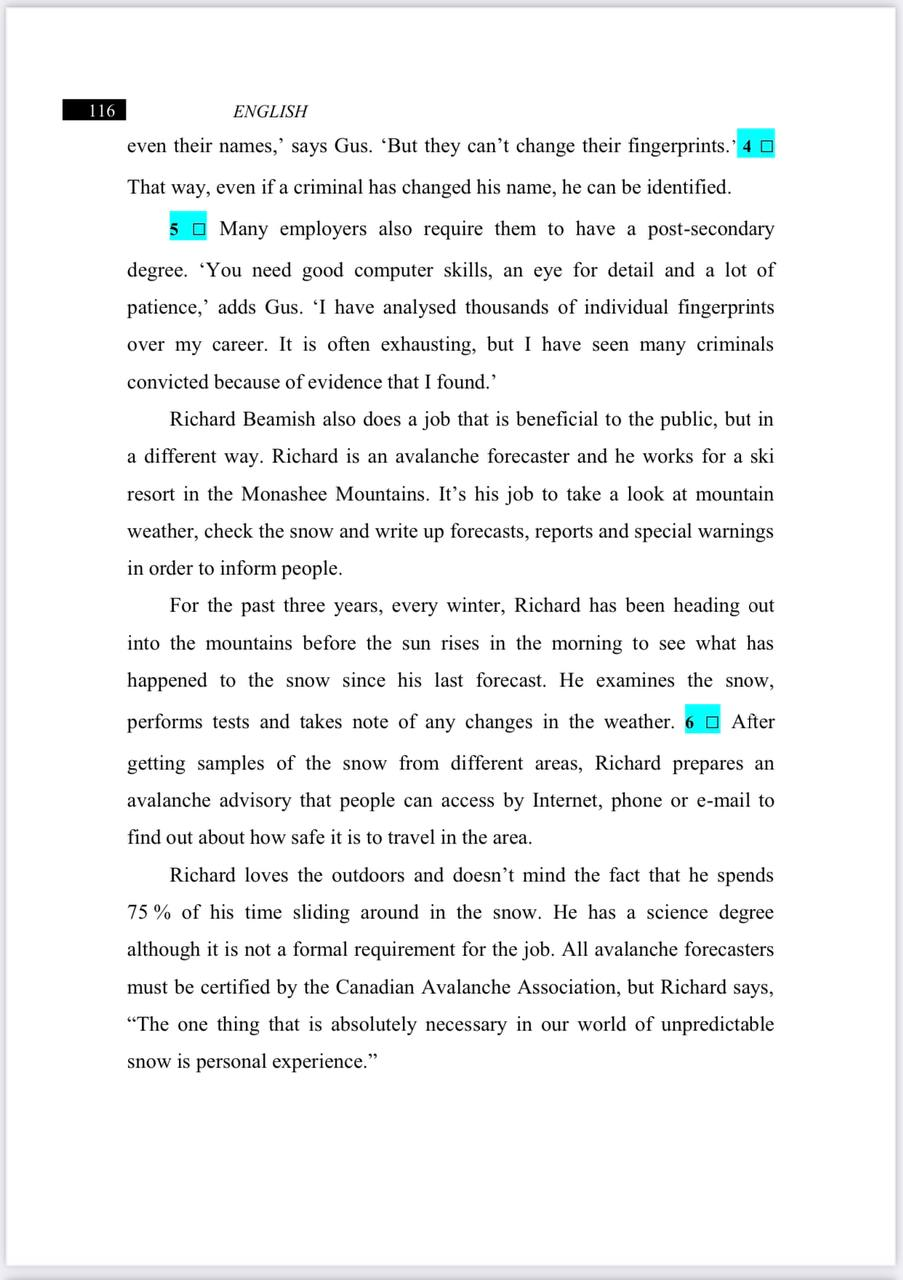 116 ENGLISH
even their names,’ says Gus. ‘But they can’t change their fingerprints.’ 4 □
That way, even if a criminal has changed his name, he can be identified.
5 □ Many employers also require them to have a post-secondary
degree. ‘You need good computer skills, an eye for detail and a lot of
patience,’ adds Gus. ‘I have analysed thousands of individual fingerprints
over my career. It is often exhausting, but I have seen many criminals
convicted because of evidence that I found.’
Richard Beamish also does a job that is beneficial to the public, but in
a different way. Richard is an avalanche forecaster and he works for a ski
resort in the Monashee Mountains. It’s his job to take a look at mountain
weather, check the snow and write up forecasts, reports and special warnings
in order to inform people.
For the past three years, every winter, Richard has been heading out
into the mountains before the sun rises in the morning to see what has
happened to the snow since his last forecast. He examines the snow,
performs tests and takes note of any changes in the weather. 6 □ After
getting samples of the snow from different areas, Richard prepares an
avalanche advisory that people can access by Internet, phone or e-mail to
find out about how safe it is to travel in the area.
Richard loves the outdoors and doesn’t mind the fact that he spends
75 % of his time sliding around in the snow. He has a science degree
although it is not a formal requirement for the job. All avalanche forecasters
must be certified by the Canadian Avalanche Association, but Richard says,
“The one thing that is absolutely necessary in our world of unpredictable
snow is personal experience.”